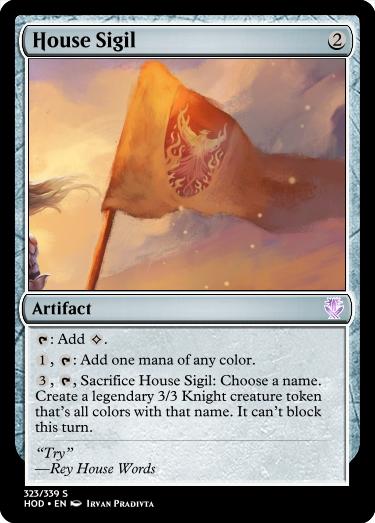 House Sigil 2
Artifact
: Add .
1 , : Add one mana of any color.
3 , , Sacrifice House Sigil: Choose a name.
Create a legendary 3/3 Knight creature token
that's all colors with that name. It can't block
this turn.
“Try”
—Rey House Words
323/339 S
HOD • EN Irvan Pradivta